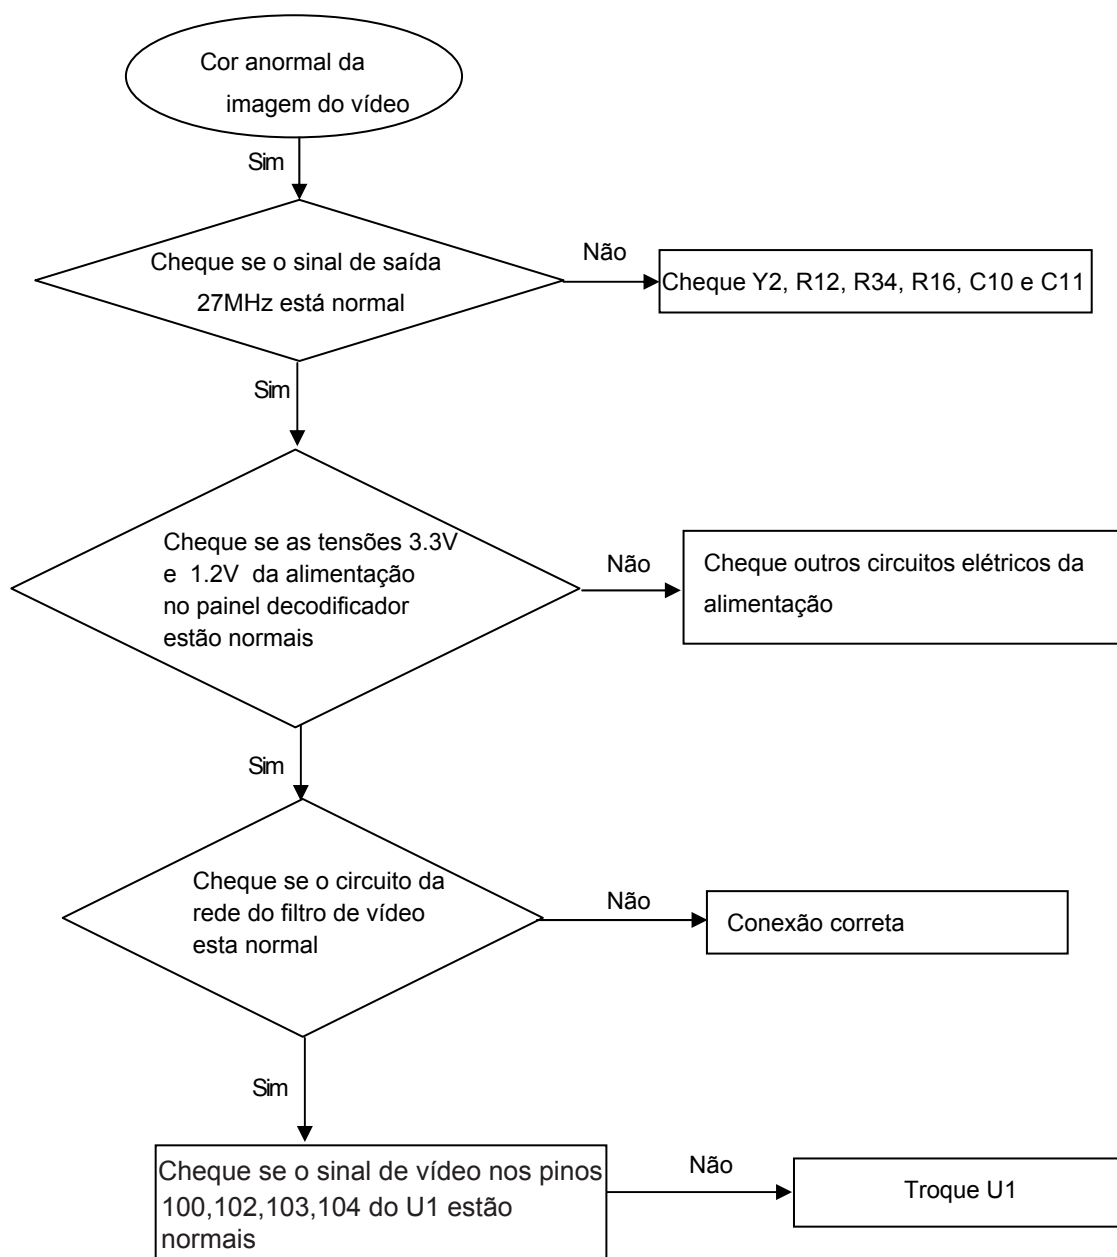 Cor anormal da
imagem do vídeo
Sim
Cheque se o sinal de saída
27MHz está normal
Não
Cheque Y2, R12, R34, R16, C10 e C11
Sim
Cheque se as tensões 3.3V
e 1.2V da alimentação
no painel decodificador
estão normais
Não
Cheque outros circuitos elétricos da
alimentação
Sim
Cheque se o circuito da
rede do filtro de vídeo
esta normal
Não
Conexão correta
Sim
Cheque se o sinal de vídeo nos pinos
100,102,103,104 do U1 estão
normais
Não
Troque U1